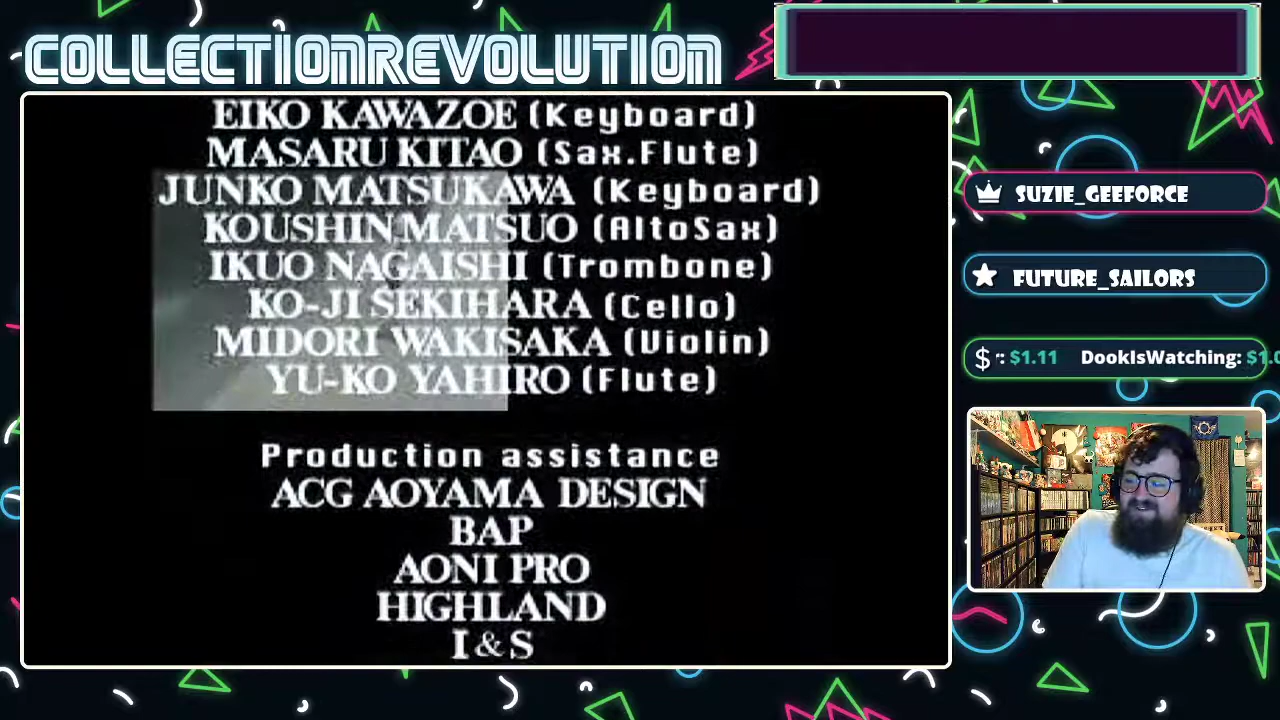 COLLECTIONREVOLUTION
EIKO KAWAZOE (Keyboard)
MASARU KITAO (Sax.Flute)
JUNKO MATSUKAWA (Keyboard)
KOUSHIN MATSUO (AltoSax)
IKUO NAGAISHI (Trombone)
KO-JI SEKIHARA (Cello)
MIDORI WAKISAKA (Violin)
YU-KO YAHIRO (Flute)
Production assistance
ACG AOYAMA DESIGN
BAP
AONI PRO
HIGHLAND
I & S
SUZIE_GEEFORCE
FUTURE_SAILORS
$ : $1.11 DookIsWatching: $1.0